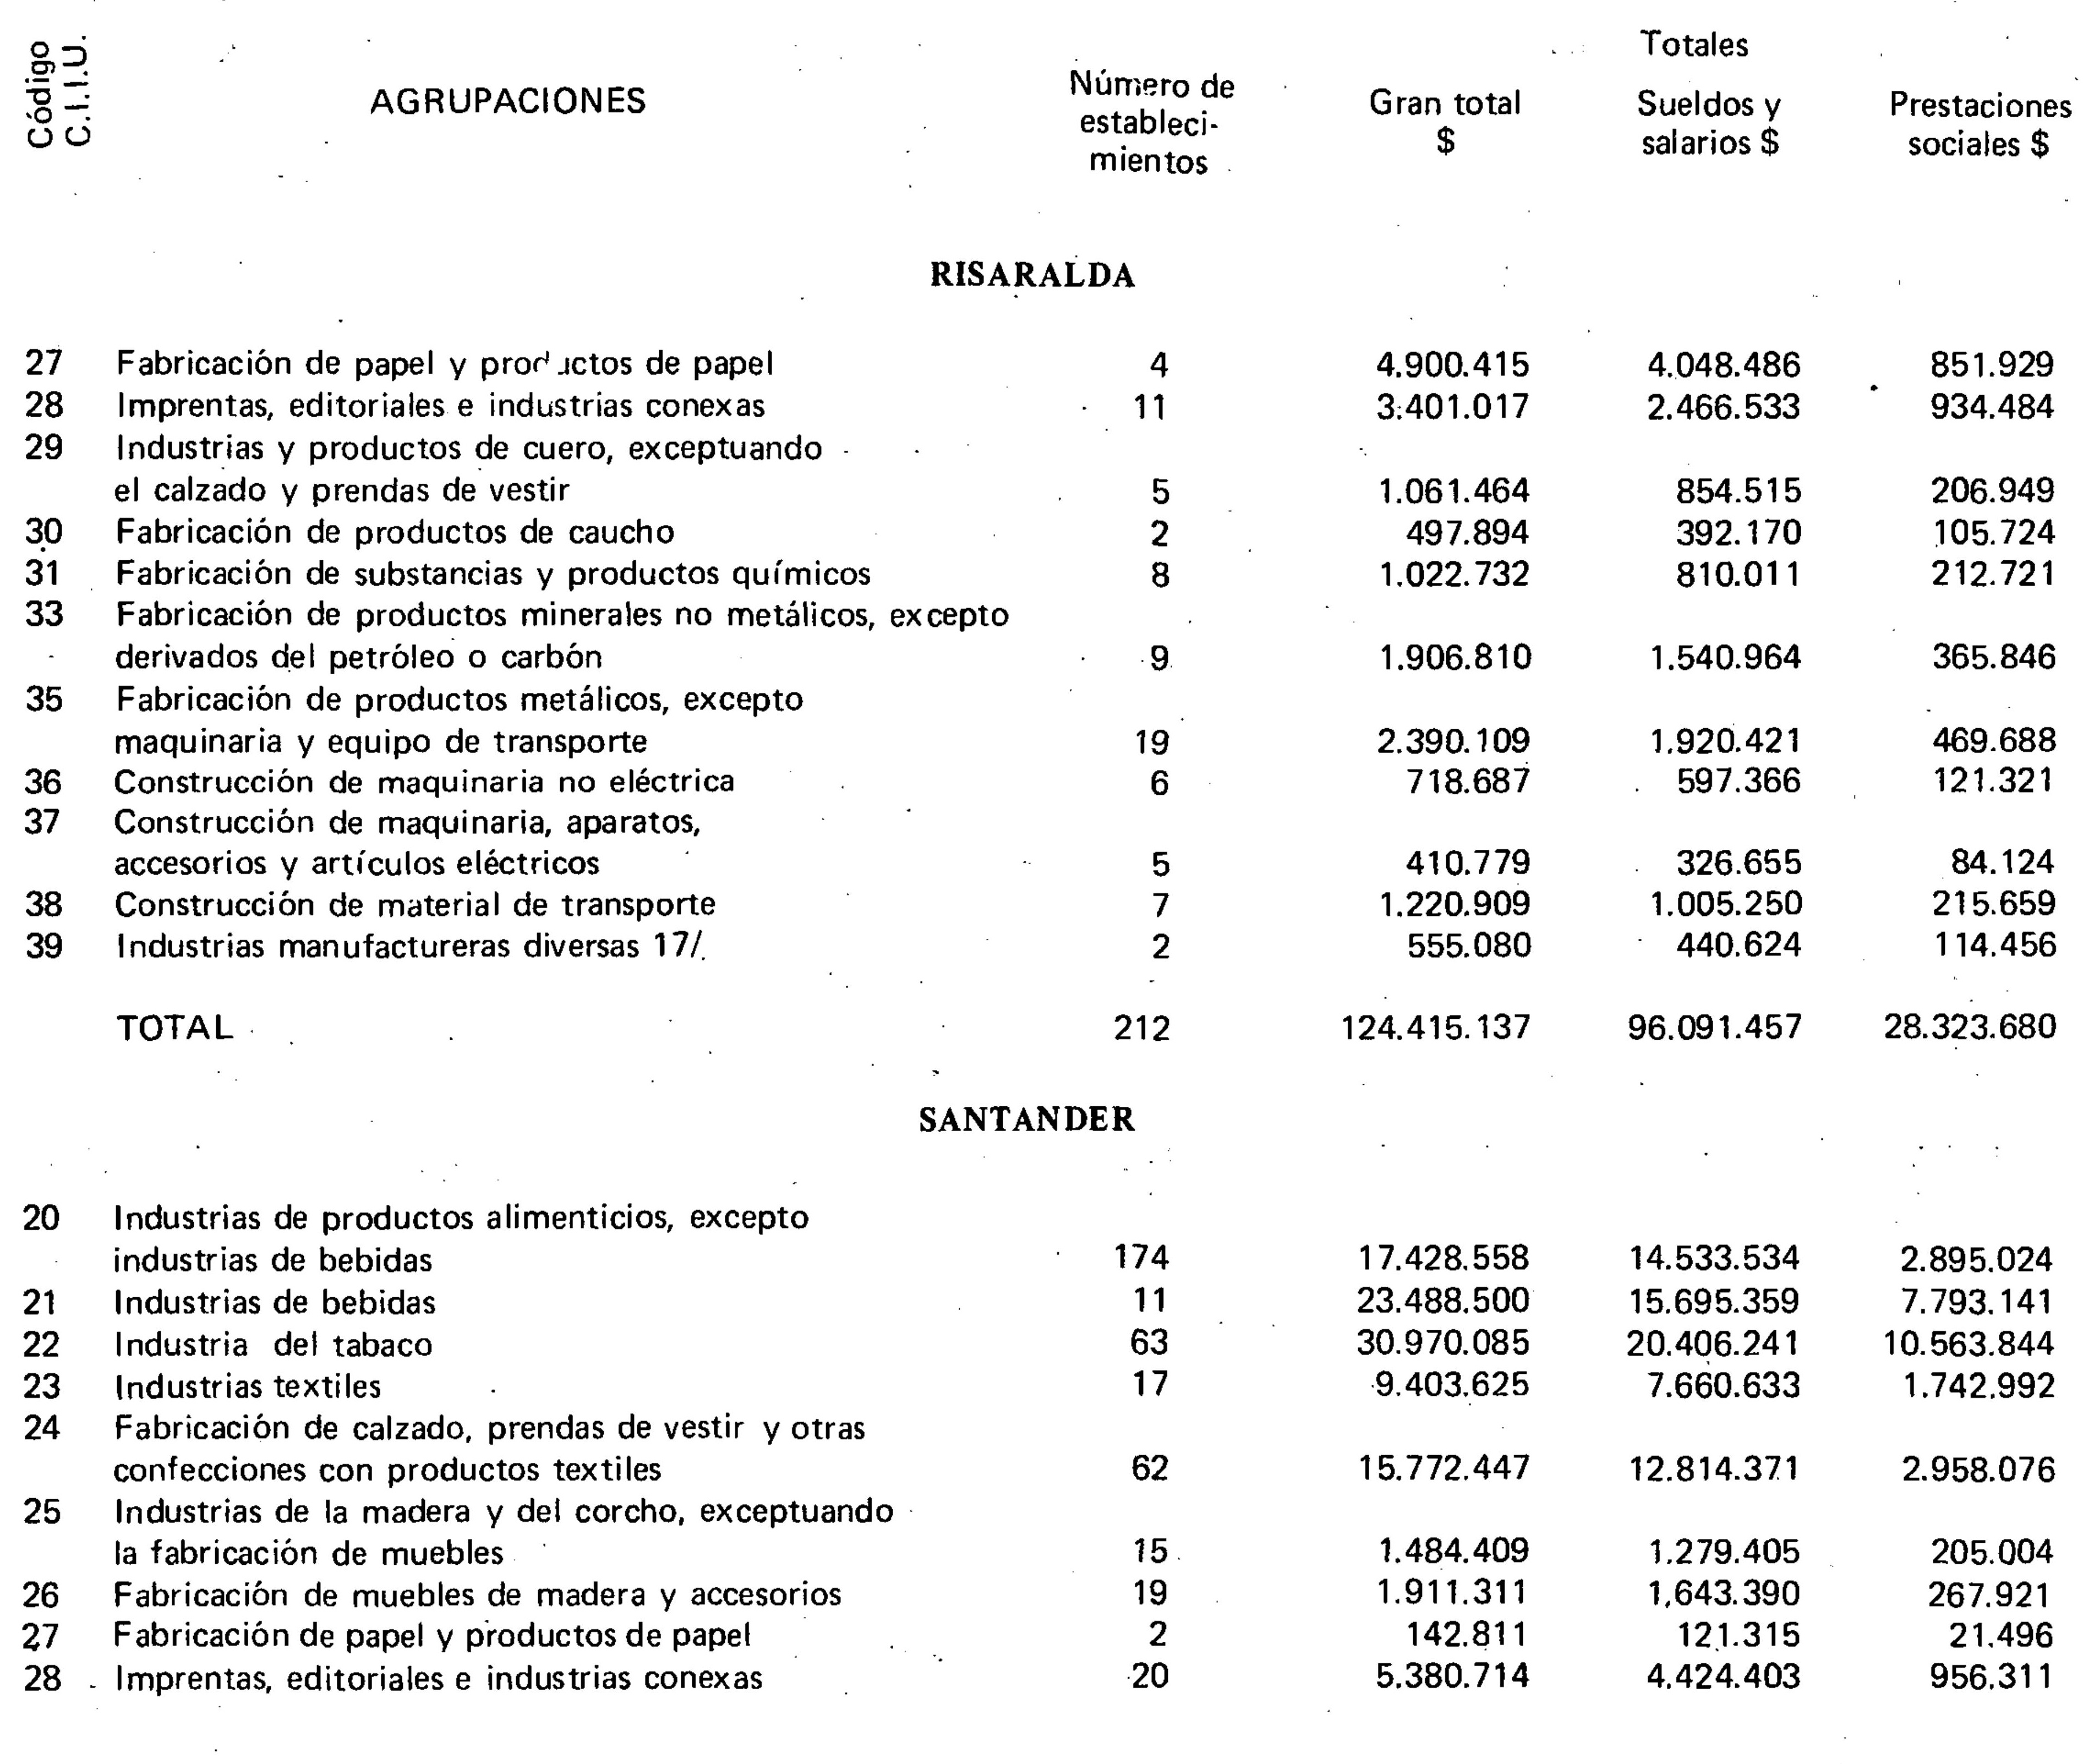 Código C.I.I.U.
AGRUPACIONES
Número de estableci- mientos
Totales
Gran total $
Sueldos y salarios $
Prestaciones sociales $
RISARALDA
27 Fabricación de papel y productos de papel 4 4.900.415 4.048.486 851.929
28 Imprentas, editoriales e industrias conexas 11 3.401.017 2.466.533 934.484
29 Industrias y productos de cuero, exceptuando
el calzado y prendas de vestir 5 1.061.464 854.515 206.949
30 Fabricación de productos de caucho 2 497.894 392.170 105.724
31 Fabricación de substancias y productos químicos 8 1.022.732 810.011 212.721
33 Fabricación de productos minerales no metálicos, excepto
derivados del petróleo o carbón 9 1.906.810 1.540.964 365.846
35 Fabricación de productos metálicos, excepto
maquinaria y equipo de transporte 19 2.390.109 1.920.421 469.688
36 Construcción de maquinaria no eléctrica 6 718.687 597.366 121.321
37 Construcción de maquinaria, aparatos,
accesorios y artículos eléctricos 5 410.779 326.655 84.124
38 Construcción de material de transporte 7 1.220.909 1.005.250 215.659
39 Industrias manufactureras diversas 17/. 2 555.080 440.624 114.456
TOTAL 212 124.415.137 96.091.457 28.323.680
SANTANDER
20 Industrias de productos alimenticios, excepto
industrias de bebidas 174 17.428.558 14.533.534 2.895.024
21 Industrias de bebidas 11 23.488.500 15.695.359 7.793.141
22 Industria del tabaco 63 30.970.085 20.406.241 10.563.844
23 Industrias textiles 17 9.403.625 7.660.633 1.742.992
24 Fabricación de calzado, prendas de vestir y otras
confecciones con productos textiles 62 15.772.447 12.814.371 2.958.076
25 Industrias de la madera y del corcho, exceptuando
la fabricación de muebles 15 1.484.409 1.279.405 205.004
26 Fabricación de muebles de madera y accesorios 19 1.911.311 1,643.390 267.921
27 Fabricación de papel y productos de papel 2 142.811 121.315 21.496
28 Imprentas, editoriales e industrias conexas 20 5.380.714 4.424.403 956.311